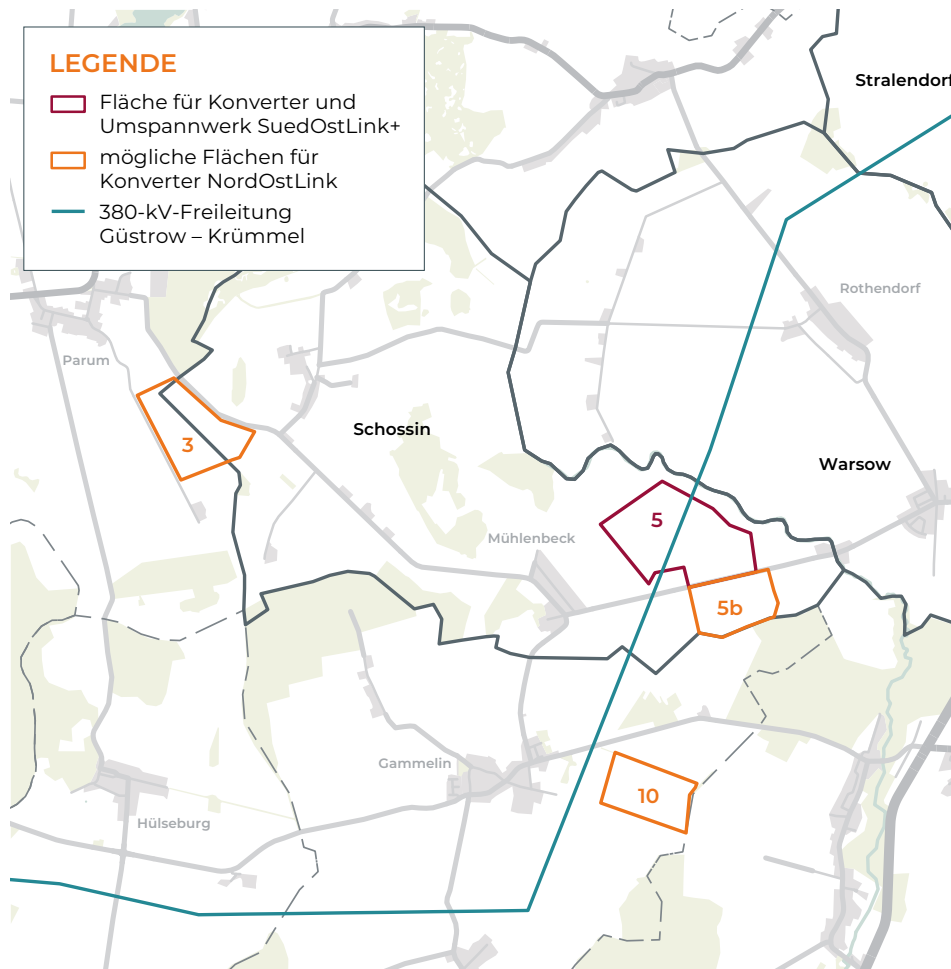 LEGENDE
Fläche für Konverter und
Umspannwerk SuedOstLink+
mögliche Flächen für
Konverter NordOstLink
380-kV-Freileitung
Güstrow – Krümmel
Stralendorf
Rothendorf
Parum
3
Schossin
Warsow
5
Mühlenbeck
5b
Gammelin
10
Hülseburg